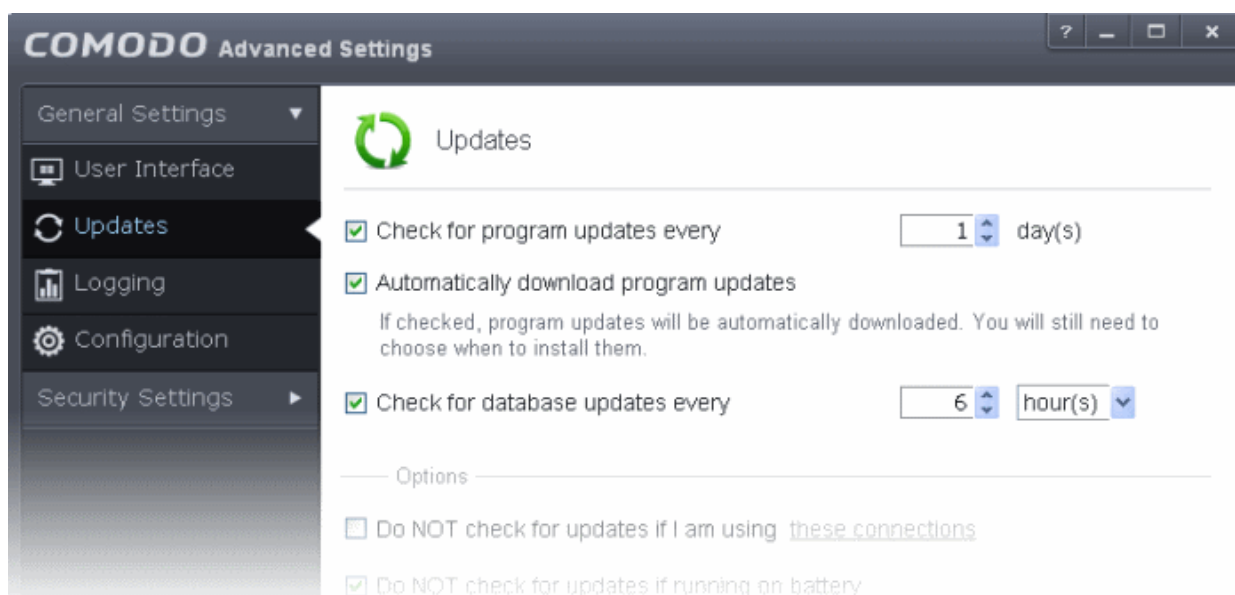 COMODO Advanced Settings
?
General Settings
User Interface
Updates
Logging
Configuration
Security Settings
Updates
Check for program updates every 1 day(s)
Automatically download program updates
If checked, program updates will be automatically downloaded. You will still need to
choose when to install them.
Check for database updates every 6 hour(s)
Options
Do NOT check for updates if I am using these connections
Do NOT check for updates if running on battery